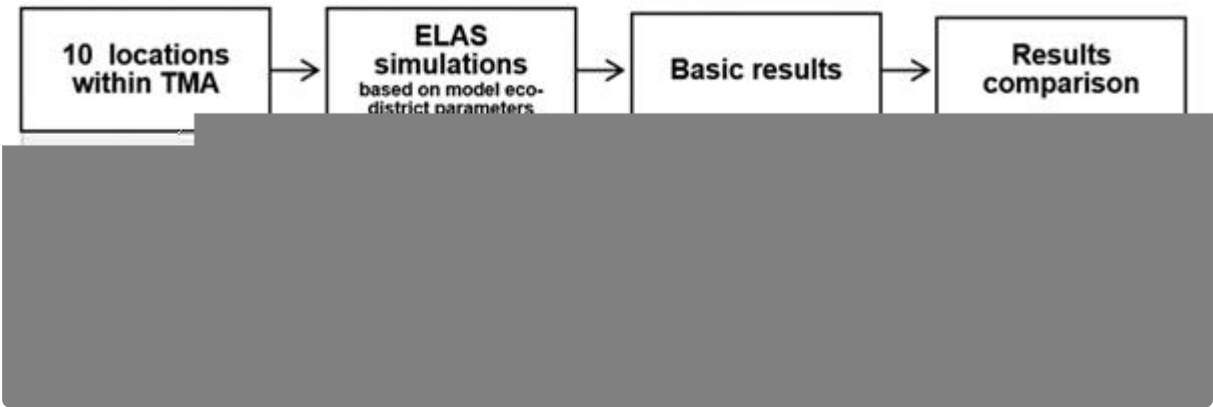 10 locations
within TMA
ELAS
simulations
based on model eco-
district parameters
Basic results
Results
comparison